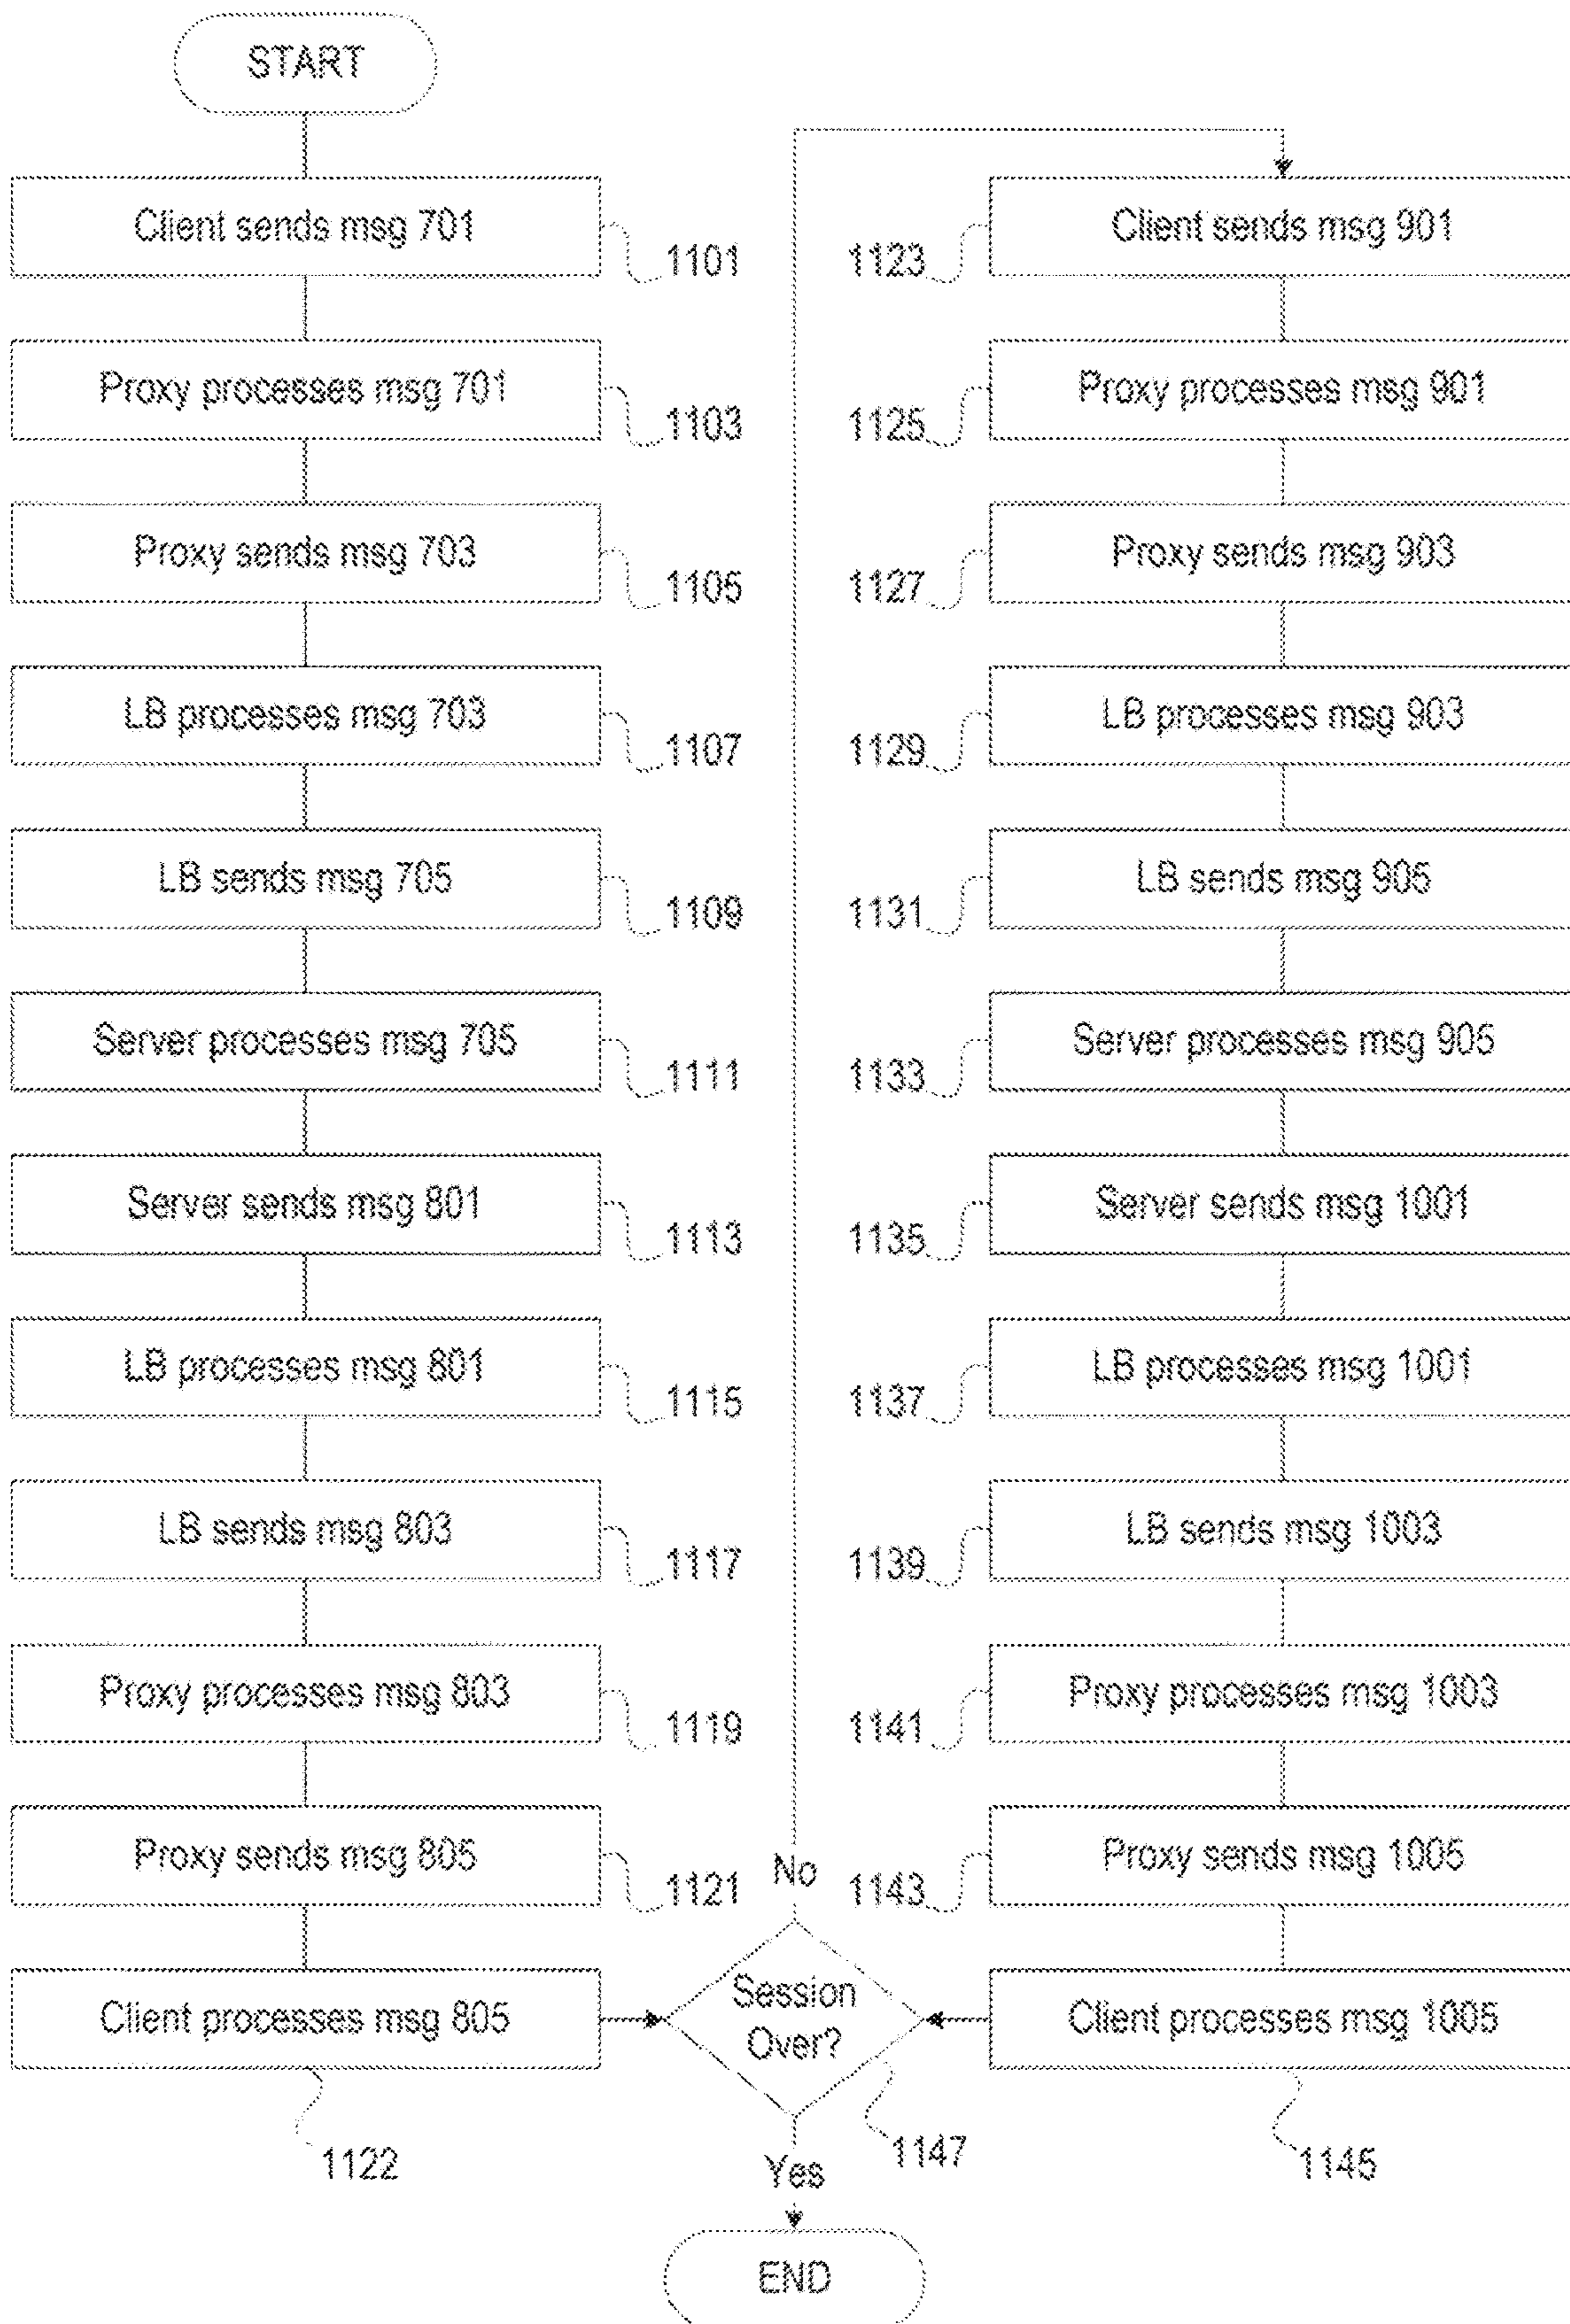 START
Client sends msg 701
1101
Proxy processes msg 701
1103
Proxy sends msg 703
1105
LB processes msg 703
1107
LB sends msg 705
1109
Server processes msg 705
1111
Server sends msg 801
1113
LB processes msg 801
1115
LB sends msg 803
1117
Proxy processes msg 803
1119
Proxy sends msg 805
1121
Client processes msg 805
1122
Client sends msg 901
1123
Proxy processes msg 901
1125
Proxy sends msg 903
1127
LB processes msg 903
1129
LB sends msg 905
1131
Server processes msg 905
1133
Server sends msg 1001
1135
LB processes msg 1001
1137
LB sends msg 1003
1139
Proxy processes msg 1003
1141
Proxy sends msg 1005
1143
Client processes msg 1005
1145
No
Session
Over?
1147
Yes
END